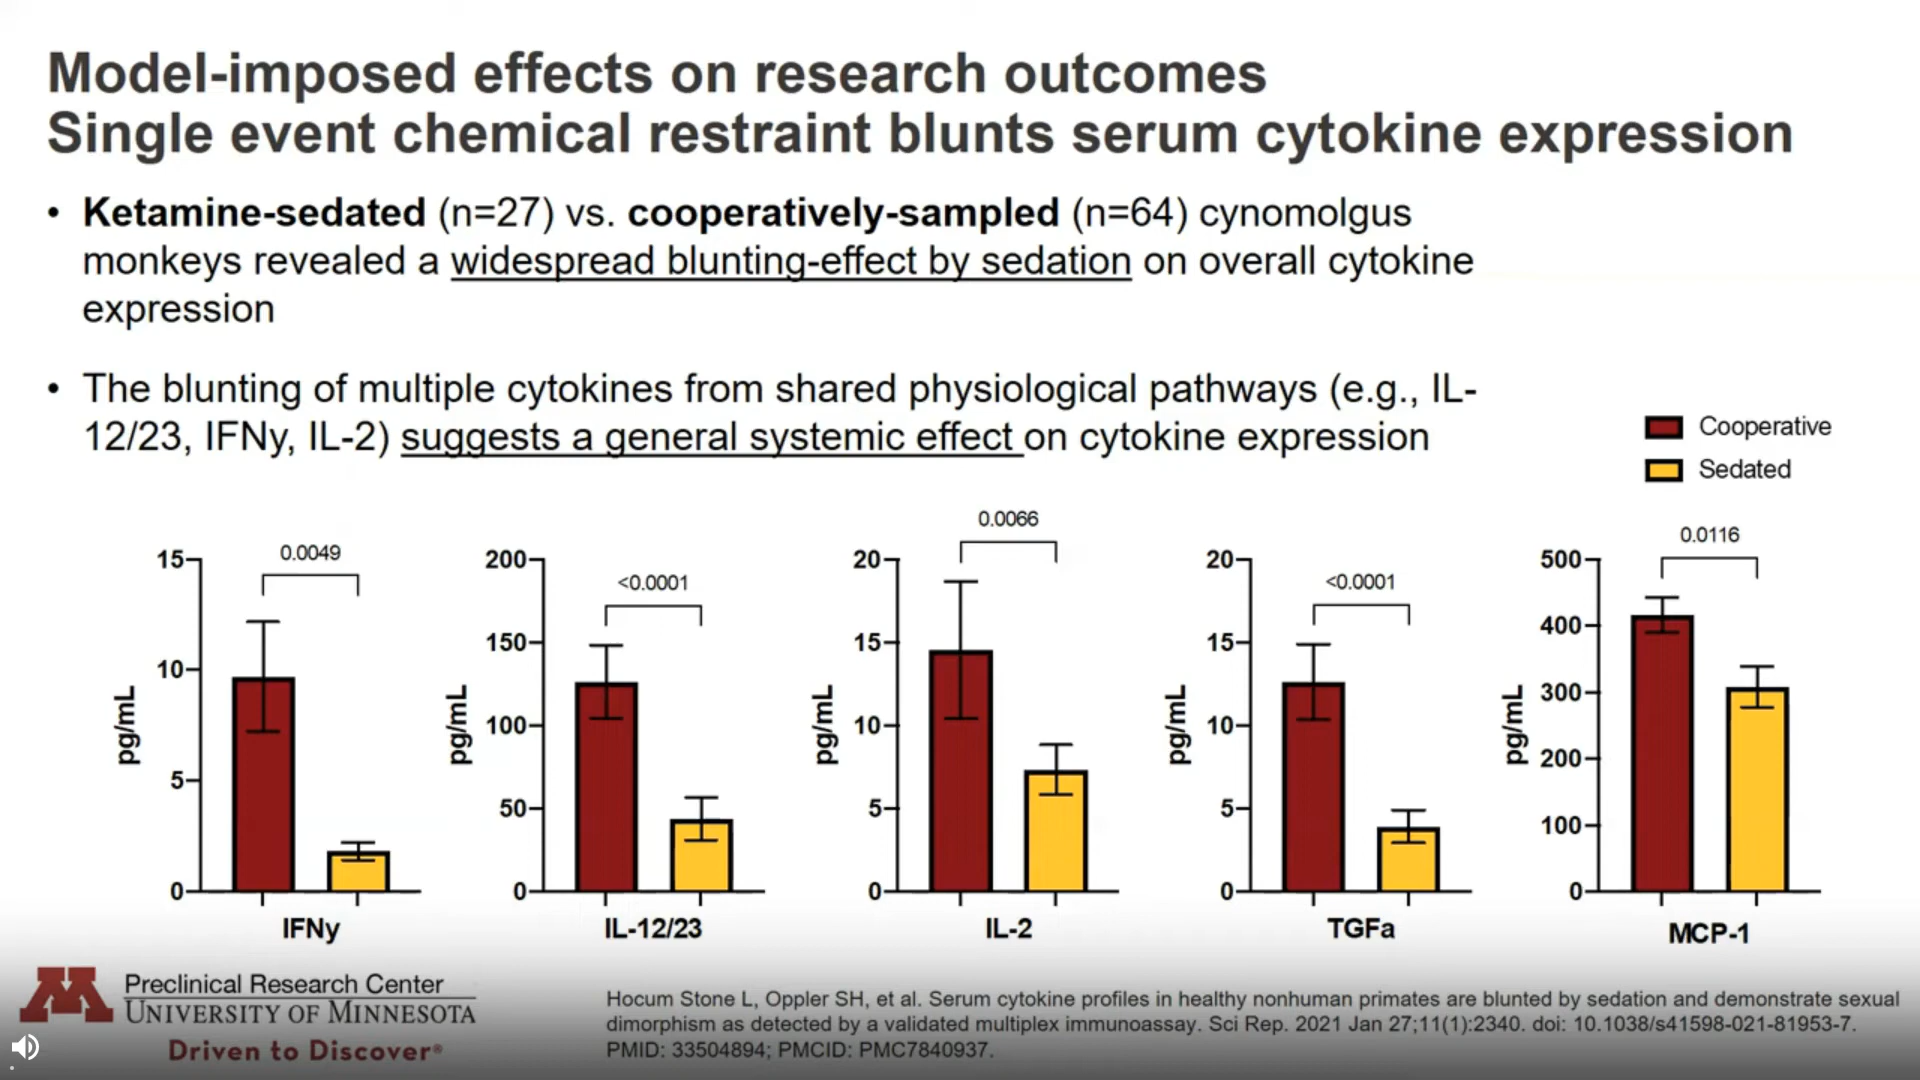 Model-imposed effects on research outcomes
Single event chemical restraint blunts serum cytokine expression
• Ketamine-sedated (n=27) vs. cooperatively-sampled (n=64) cynomolgus
monkeys revealed a widespread blunting-effect by sedation on overall cytokine
expression
• The blunting of multiple cytokines from shared physiological pathways (e.g., IL-
12/23, IFNy, IL-2) suggests a general systemic effect on cytokine expression
Cooperative
Sedated
0.0049
15
10
5
0
pg/mL
IFNy
<0.0001
200
150
100
50
0
pg/mL
IL-12/23
0.0066
20
15
10
5
0
pg/mL
IL-2
<0.0001
20
15
10
5
0
pg/mL
TGFa
0.0116
500
400
300
200
100
0
pg/mL
MCP-1
M
Preclinical Research Center
UNIVERSITY OF MINNESOTA
Driven to Discover®
Hocum Stone L, Oppler SH, et al. Serum cytokine profiles in healthy nonhuman primates are blunted by sedation and demonstrate sexual
dimorphism as detected by a validated multiplex immunoassay. Sci Rep. 2021 Jan 27;11(1):2340. doi: 10.1038/s41598-021-81953-7.
PMID: 33504894; PMCID: PMC7840937.